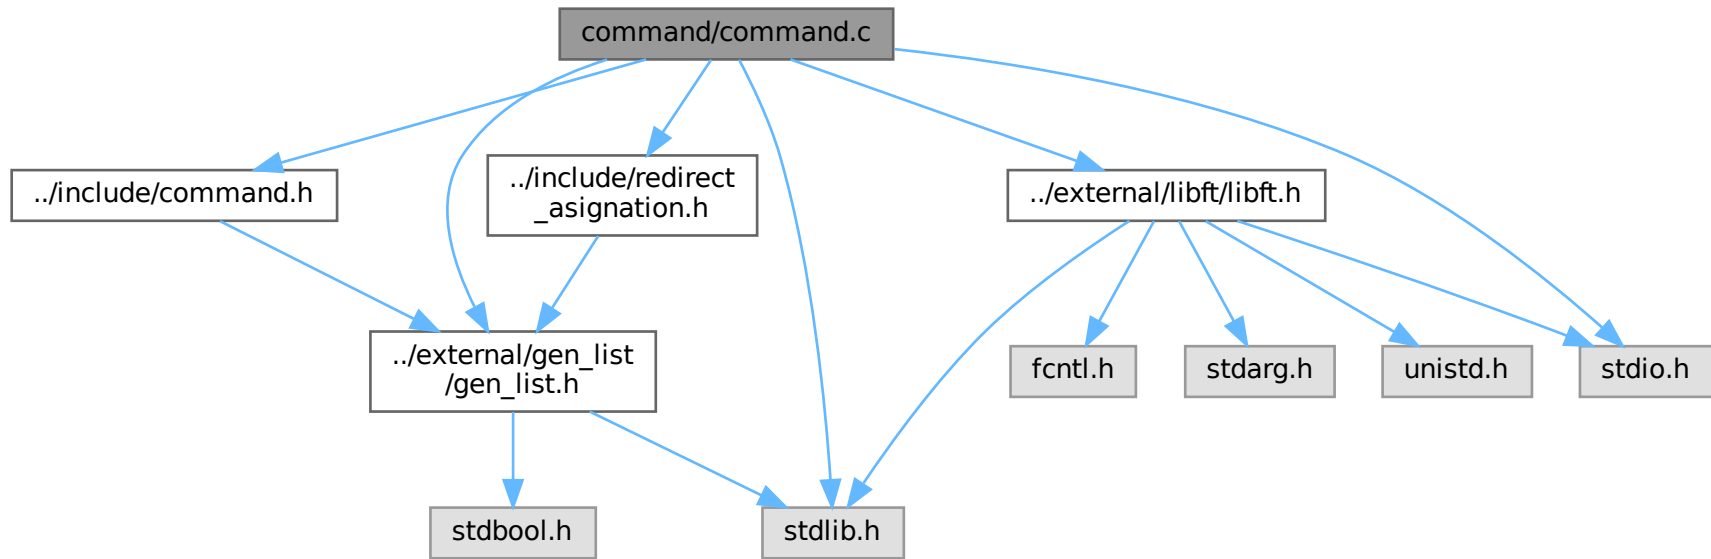 command/command.c
../include/command.h
../include/redirect
_asignation.h
../external/libft/libft.h
../external/gen_list
/gen_list.h
fcntl.h
stdarg.h
unistd.h
stdio.h
stdbool.h
stdlib.h